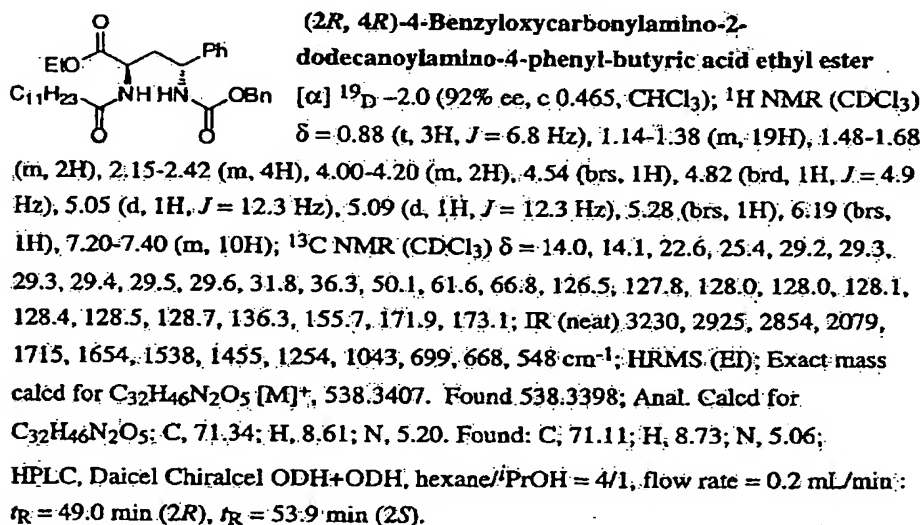 (2R, 4R)-4-Benzyloxycarbonylamino-2-
dodecanoylamino-4-phenyl-butyric acid ethyl ester
O
EtO
Ph
C11H23
N H HN
OBn
O
O
[α] 19D –2.0 (92% ee, c 0.465, CHCl3); 1H NMR (CDCl3)
δ = 0.88 (t, 3H, J = 6.8 Hz), 1.14-1.38 (m, 19H), 1.48-1.68
(m, 2H), 2.15-2.42 (m, 4H), 4.00-4.20 (m, 2H), 4.54 (brs, 1H), 4.82 (brd, 1H, J = 4.9
Hz), 5.05 (d, 1H, J = 12.3 Hz), 5.09 (d, 1H, J = 12.3 Hz), 5.28 (brs, 1H), 6.19 (brs,
1H), 7.20-7.40 (m, 10H); 13C NMR (CDCl3) δ = 14.0, 14.1, 22.6, 25.4, 29.2, 29.3,
29.3, 29.4, 29.5, 29.6, 31.8, 36.3, 50.1, 61.6, 66.8, 126.5, 127.8, 128.0, 128.0, 128.1,
128.4, 128.5, 128.7, 136.3, 155.7, 171.9, 173.1; IR (neat) 3230, 2925, 2854, 2079,
1715, 1654, 1538, 1455, 1254, 1043, 699, 668, 548 cm-1; HRMS (EI); Exact mass
calcd for C32H46N2O5 [M]+, 538.3407. Found 538.3398; Anal. Calcd for
C32H46N2O5: C, 71.34; H, 8.61; N, 5.20. Found: C, 71.11; H, 8.73; N, 5.06;
HPLC, Daicel Chiralcel ODH+ODH, hexane/iPrOH = 4/1, flow rate = 0.2 mL/min :
tR = 49.0 min (2R), tR = 53.9 min (2S).